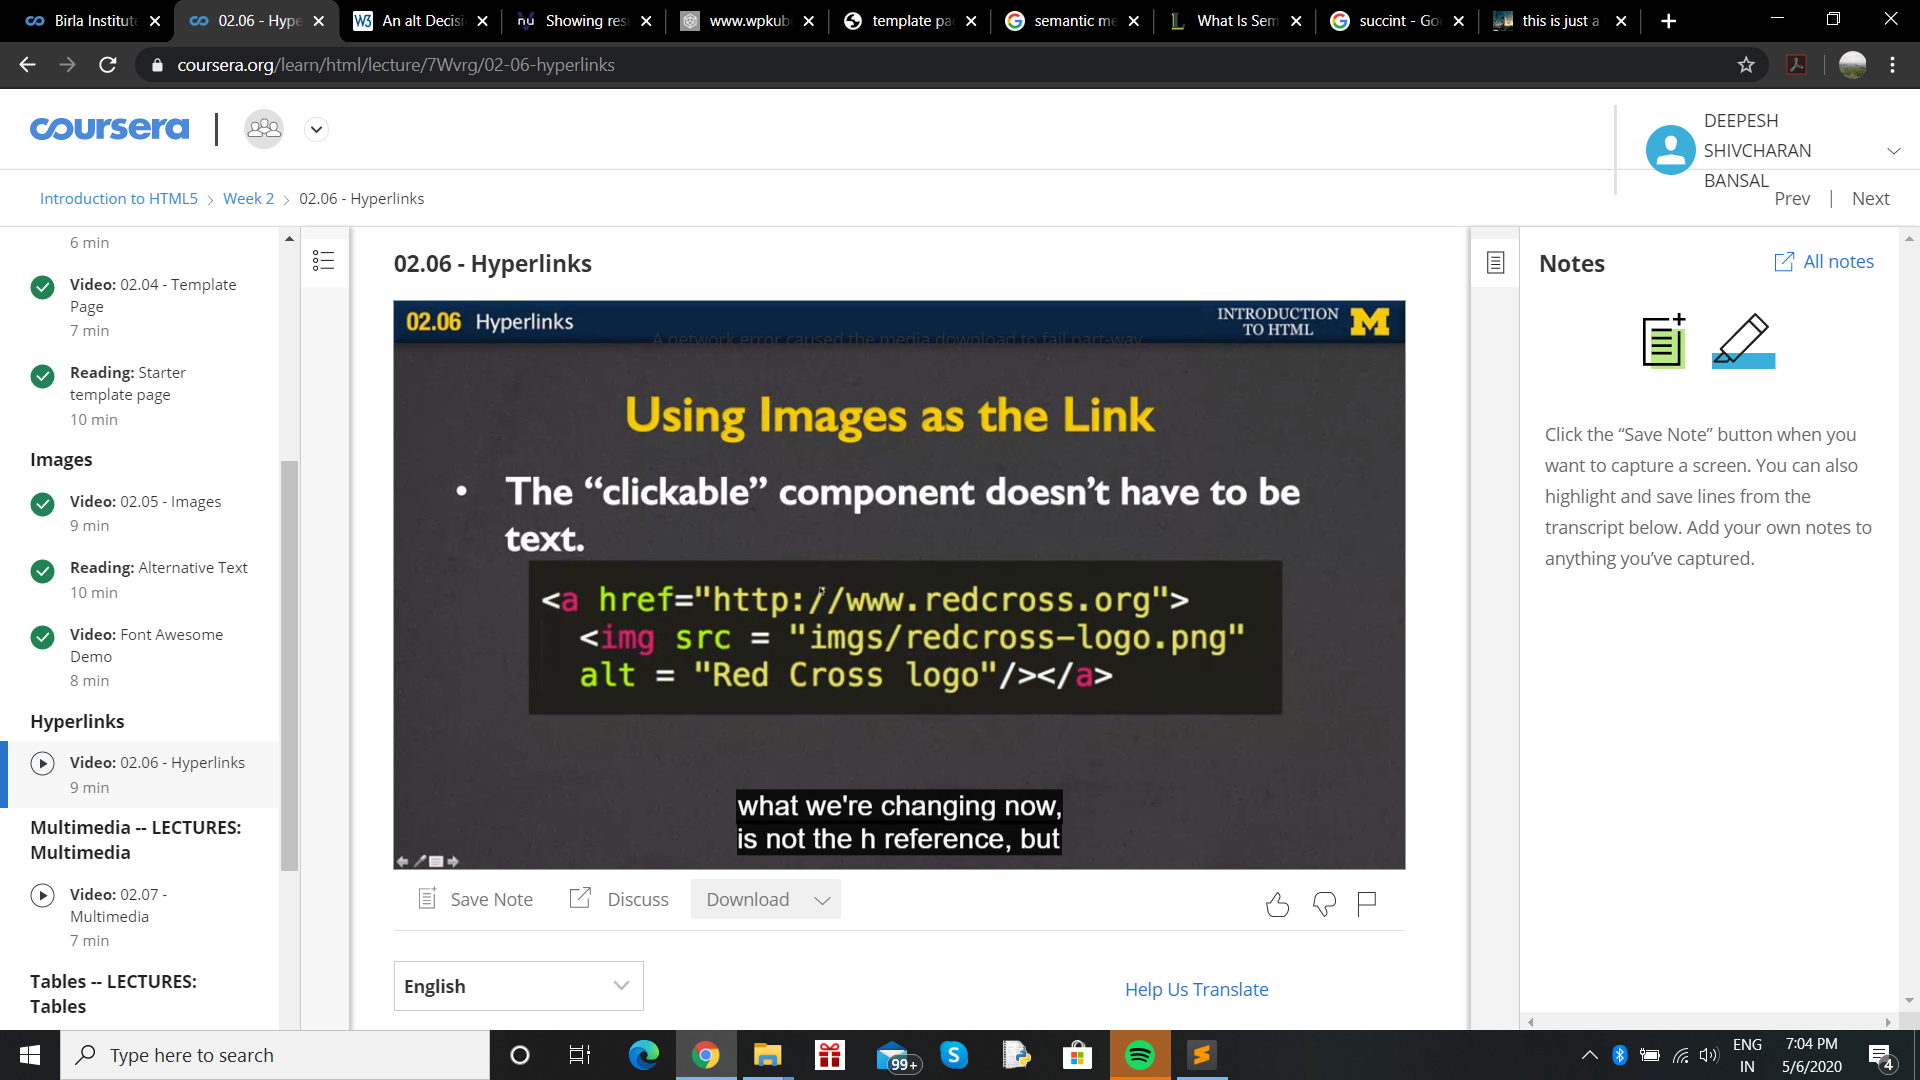 Birla Institute
02.06 - Hype
An alt Decisi
Showing res
www.wpkub
template pa
semantic me
What Is Sem
succint - Go
this is just a
coursera.org/learn/html/lecture/7Wvrg/02-06-hyperlinks
coursera
DEEPESH
SHIVCHARAN
BANSAL
Introduction to HTML5 > Week 2 > 02.06 - Hyperlinks
Prev | Next
6 min
Video: 02.04 - Template
Page
7 min
Reading: Starter
template page
10 min
Images
Video: 02.05 - Images
9 min
Reading: Alternative Text
10 min
Video: Font Awesome
Demo
8 min
Hyperlinks
Video: 02.06 - Hyperlinks
9 min
Multimedia -- LECTURES:
Multimedia
Video: 02.07 -
Multimedia
7 min
Tables -- LECTURES:
Tables
02.06 - Hyperlinks
02.06 Hyperlinks
INTRODUCTION
TO HTML
M
A network error caused the media download to fail part-way.
Using Images as the Link
• The “clickable” component doesn’t have to be
text.
<a href="http://www.redcross.org">
<img src = "imgs/redcross-logo.png"
alt = "Red Cross logo"/></a>
what we're changing now,
is not the h reference, but
Save Note
Discuss
Download
English
Help Us Translate
Notes
All notes
Click the “Save Note” button when you
want to capture a screen. You can also
highlight and save lines from the
transcript below. Add your own notes to
anything you’ve captured.
Type here to search
99+
ENG
IN
7:04 PM
5/6/2020
4